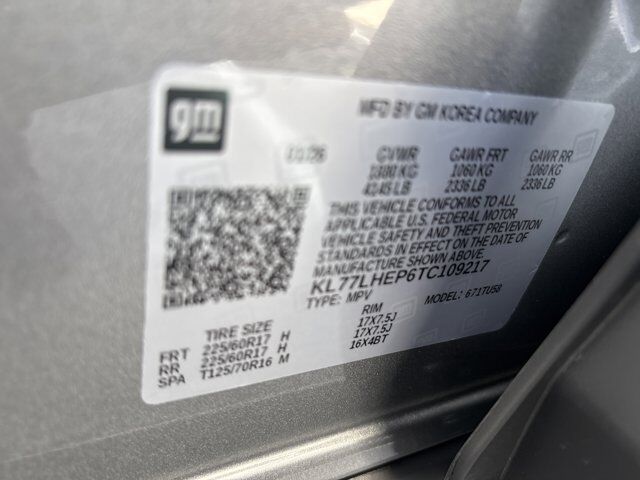 gm
MFD BY GM KOREA COMPANY
01/26 GVWR GAWR FRT GAWR RR
1880 KG 1060 KG 1060 KG
4145 LB 2336 LB 2336 LB
THIS VEHICLE CONFORMS TO ALL
APPLICABLE U.S. FEDERAL MOTOR
VEHICLE SAFETY AND THEFT PREVENTION
STANDARDS IN EFFECT ON THE DATE OF
MANUFACTURE SHOWN ABOVE.
KL77LHEP6TC109217
TYPE: MPV MODEL: 671TU58
TIRE SIZE RIM
FRT 225/60R17 H 17X7.5J
RR 225/60R17 H 17X7.5J
SPA T125/70R16 M 16X4BT